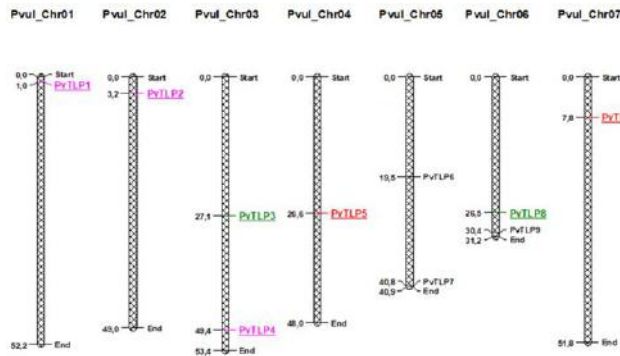 Pvul_Chr01 Pvul_Chr02 Pvul_Chr03 Pvul_Chr04 Pvul_Chr05 Pvul_Chr06 Pvul_Chr07
0,0 Start 0,0 Start 0,0 Start 0,0 Start 0,0 Start 0,0 Start 0,0 Start
1,0 PvTLP1
3,2 PvTLP2
7,8 PvT
19,5 PvTLP6
27,1 PvTLP3 26,6 PvTLP5 26,5 PvTLP8
30,4 PvTLP9
31,2 End
40,8 PvTLP7
40,9 End
48,0 End
49,0 End 49,4 PvTLP4
52,2 End 53,4 End 51,8 End